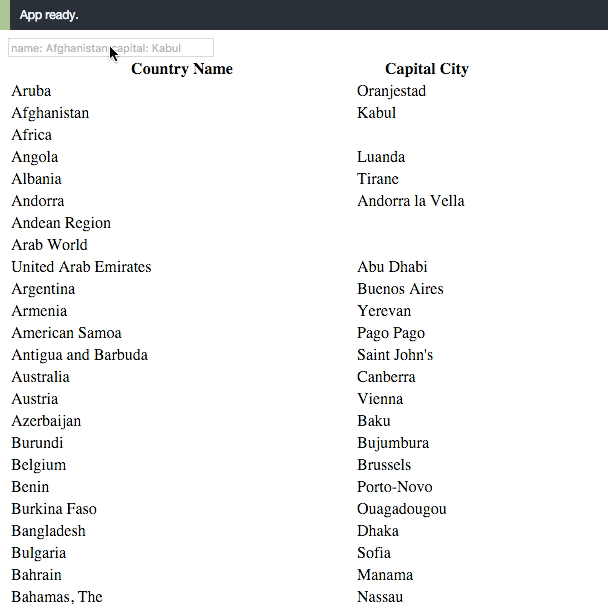 App ready.
name: Afghanistan capital: Kabul
Country Name Capital City
Aruba Oranjestad
Afghanistan Kabul
Africa
Angola Luanda
Albania Tirane
Andorra Andorra la Vella
Andean Region
Arab World
United Arab Emirates Abu Dhabi
Argentina Buenos Aires
Armenia Yerevan
American Samoa Pago Pago
Antigua and Barbuda Saint John's
Australia Canberra
Austria Vienna
Azerbaijan Baku
Burundi Bujumbura
Belgium Brussels
Benin Porto-Novo
Burkina Faso Ouagadougou
Bangladesh Dhaka
Bulgaria Sofia
Bahrain Manama
Bahamas, The Nassau